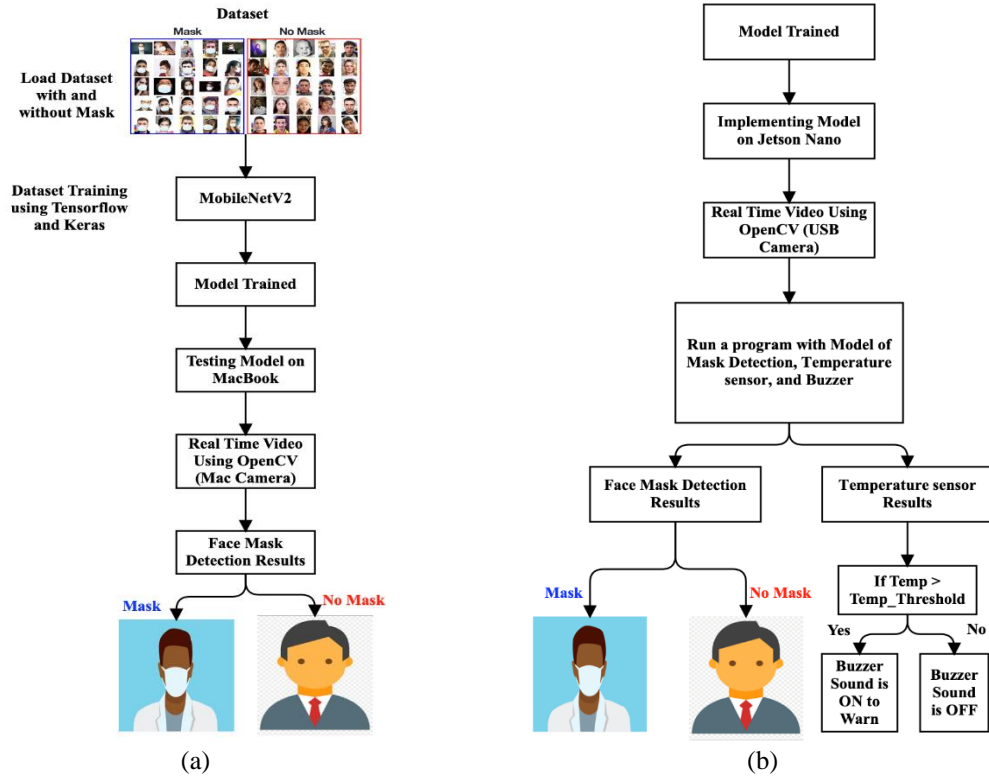 Dataset
Mask
No Mask
Load Dataset
with and
without Mask
Dataset Training
using Tensorflow
and Keras
MobileNetV2
Model Trained
Testing Model on
MacBook
Real Time Video
Using OpenCV
(Mac Camera)
Face Mask
Detection Results
Mask
No Mask
(a)
Model Trained
Implementing Model
on Jetson Nano
Real Time Video Using
OpenCV (USB
Camera)
Run a program with Model of
Mask Detection, Temperature
sensor, and Buzzer
Face Mask Detection
Results
Temperature sensor
Results
Mask
No Mask
If Temp >
Temp_Threshold
Yes
No
Buzzer
Sound is
ON to
Warn
Buzzer
Sound
is OFF
(b)